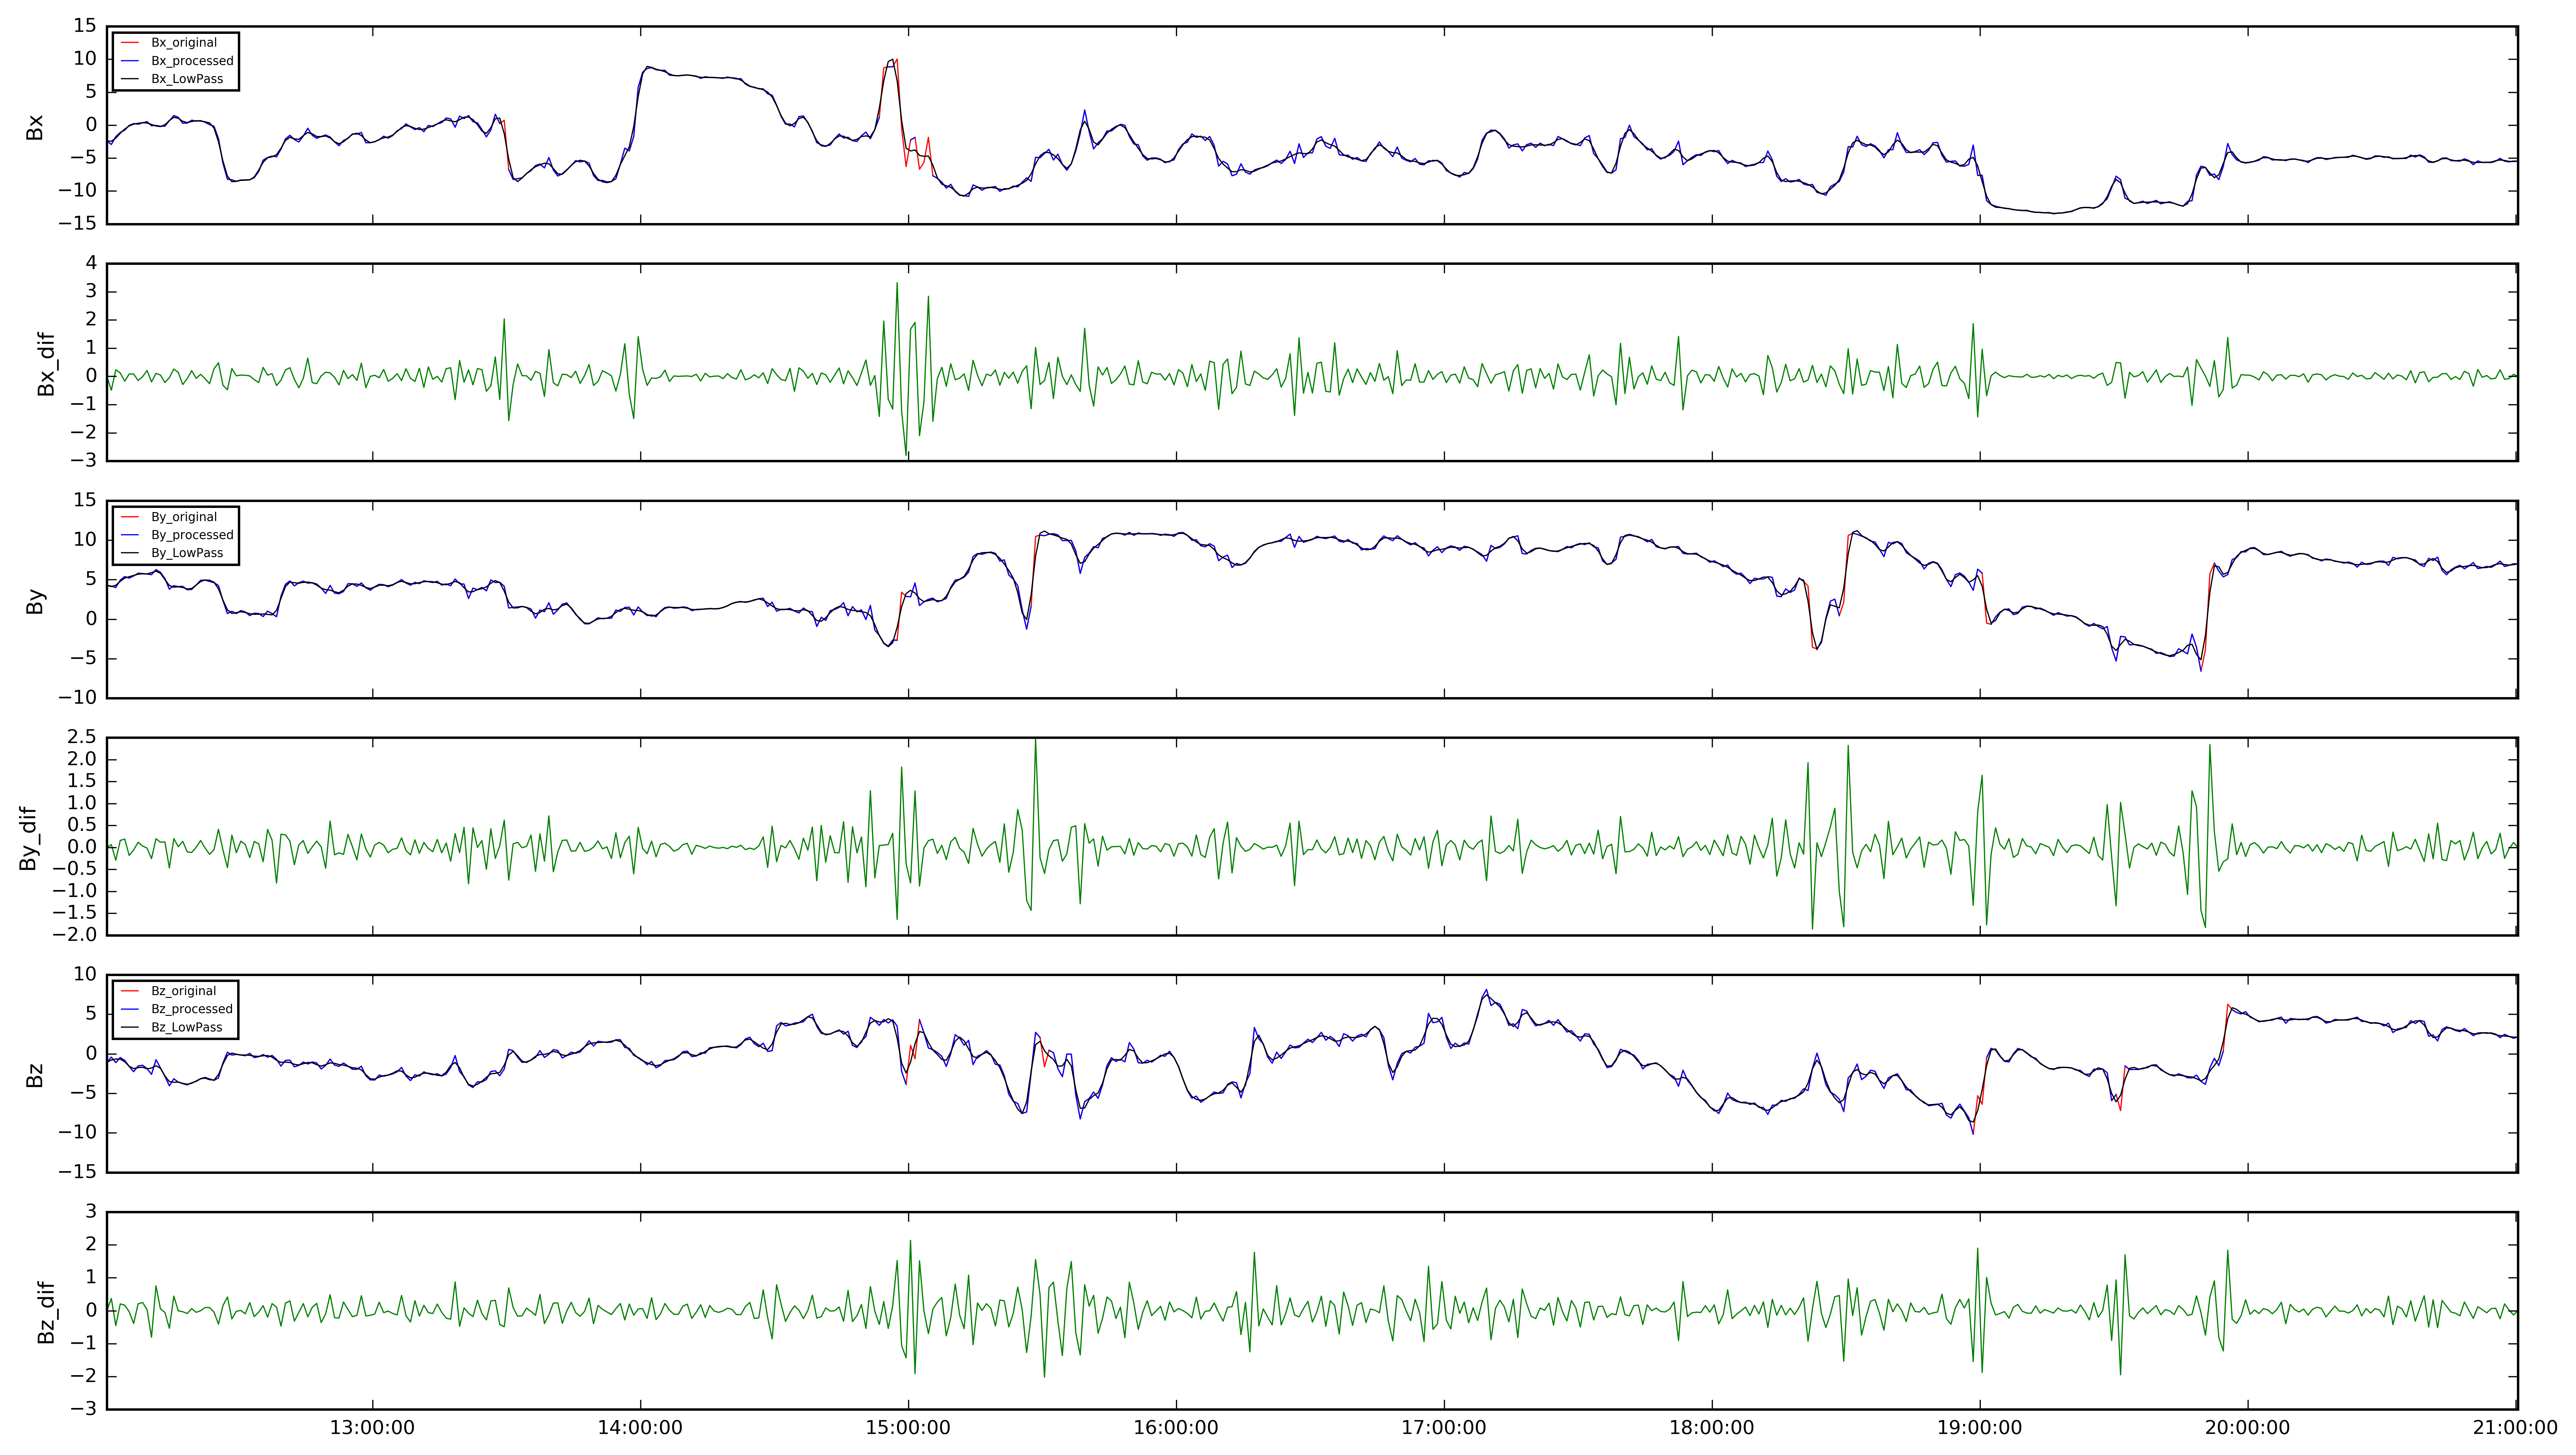 15
10
5
0
−5
−10
−15
Bx
Bx_original
Bx_processed
Bx_LowPass
4
3
2
1
0
−1
−2
−3
Bx_dif
15
10
5
0
−5
−10
By
By_original
By_processed
By_LowPass
2.5
2.0
1.5
1.0
0.5
0.0
−0.5
−1.0
−1.5
−2.0
By_dif
10
5
0
−5
−10
−15
Bz
Bz_original
Bz_processed
Bz_LowPass
3
2
1
0
−1
−2
−3
Bz_dif
13:00:00 14:00:00 15:00:00 16:00:00 17:00:00 18:00:00 19:00:00 20:00:00 21:00:00